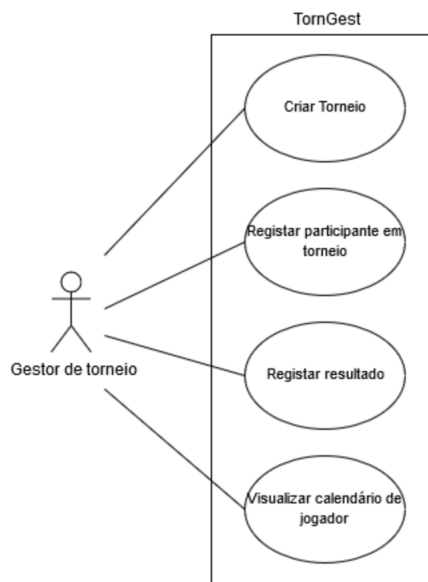 TornGest
Criar Torneio
Registar participante em
torneio
Gestor de torneio
Registar resultado
Visualizar calendário de
jogador